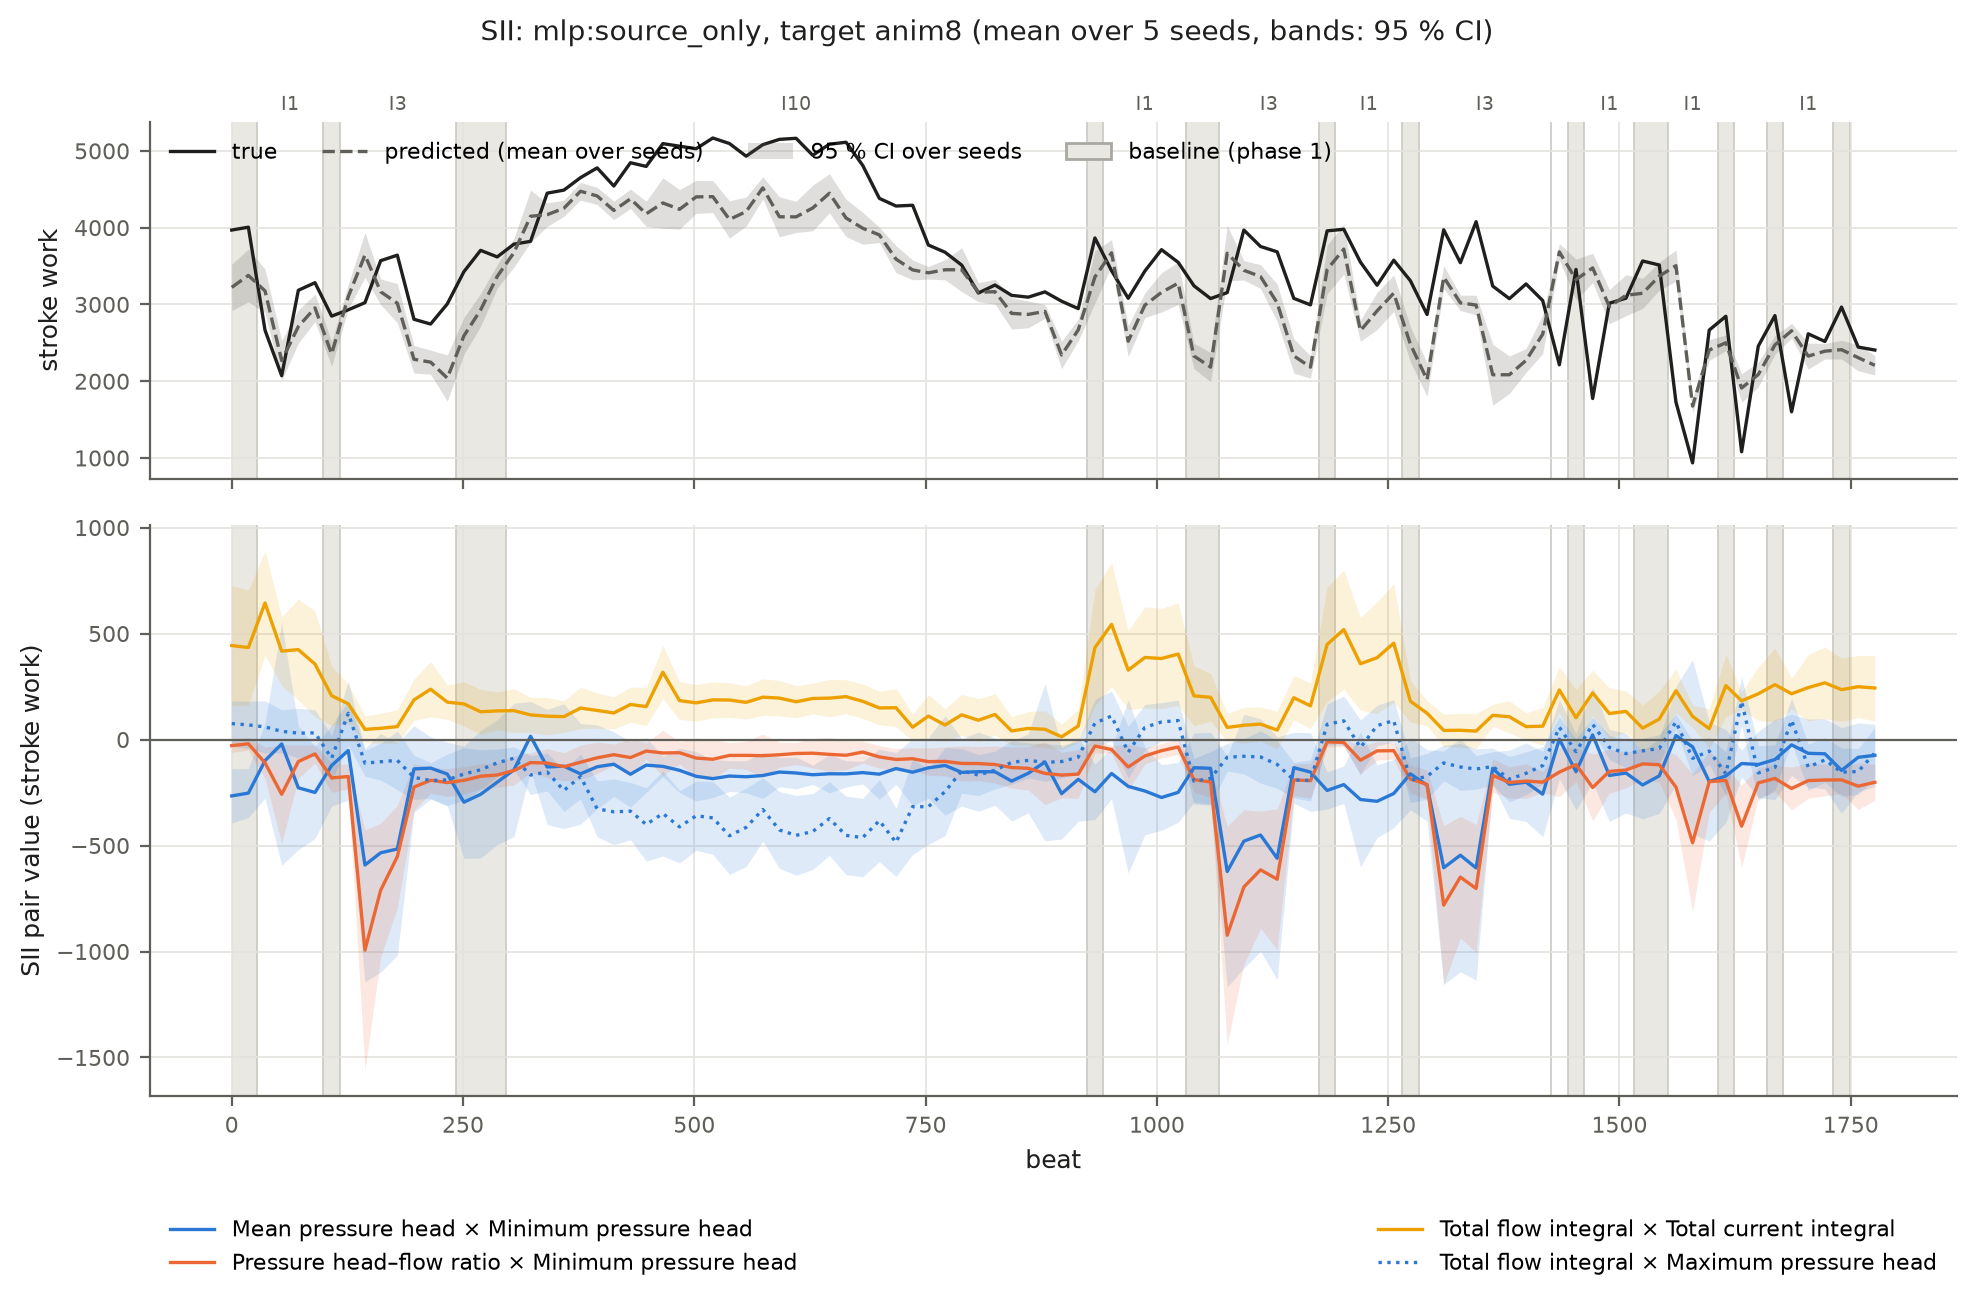 SII: mlp:source_only, target anim8 (mean over 5 seeds, bands: 95 % CI)
I1 I3 I10 I1 I3 I1 I3 I1 I1 I1
true predicted (mean over seeds) 95 % CI over seeds baseline (phase 1)
5000
4000
3000
2000
1000
stroke work
1000
500
0
−500
−1000
−1500
SII pair value (stroke work)
0 250 500 750 1000 1250 1500 1750
beat
Mean pressure head × Minimum pressure head
Pressure head–flow ratio × Minimum pressure head
Total flow integral × Total current integral
Total flow integral × Maximum pressure head